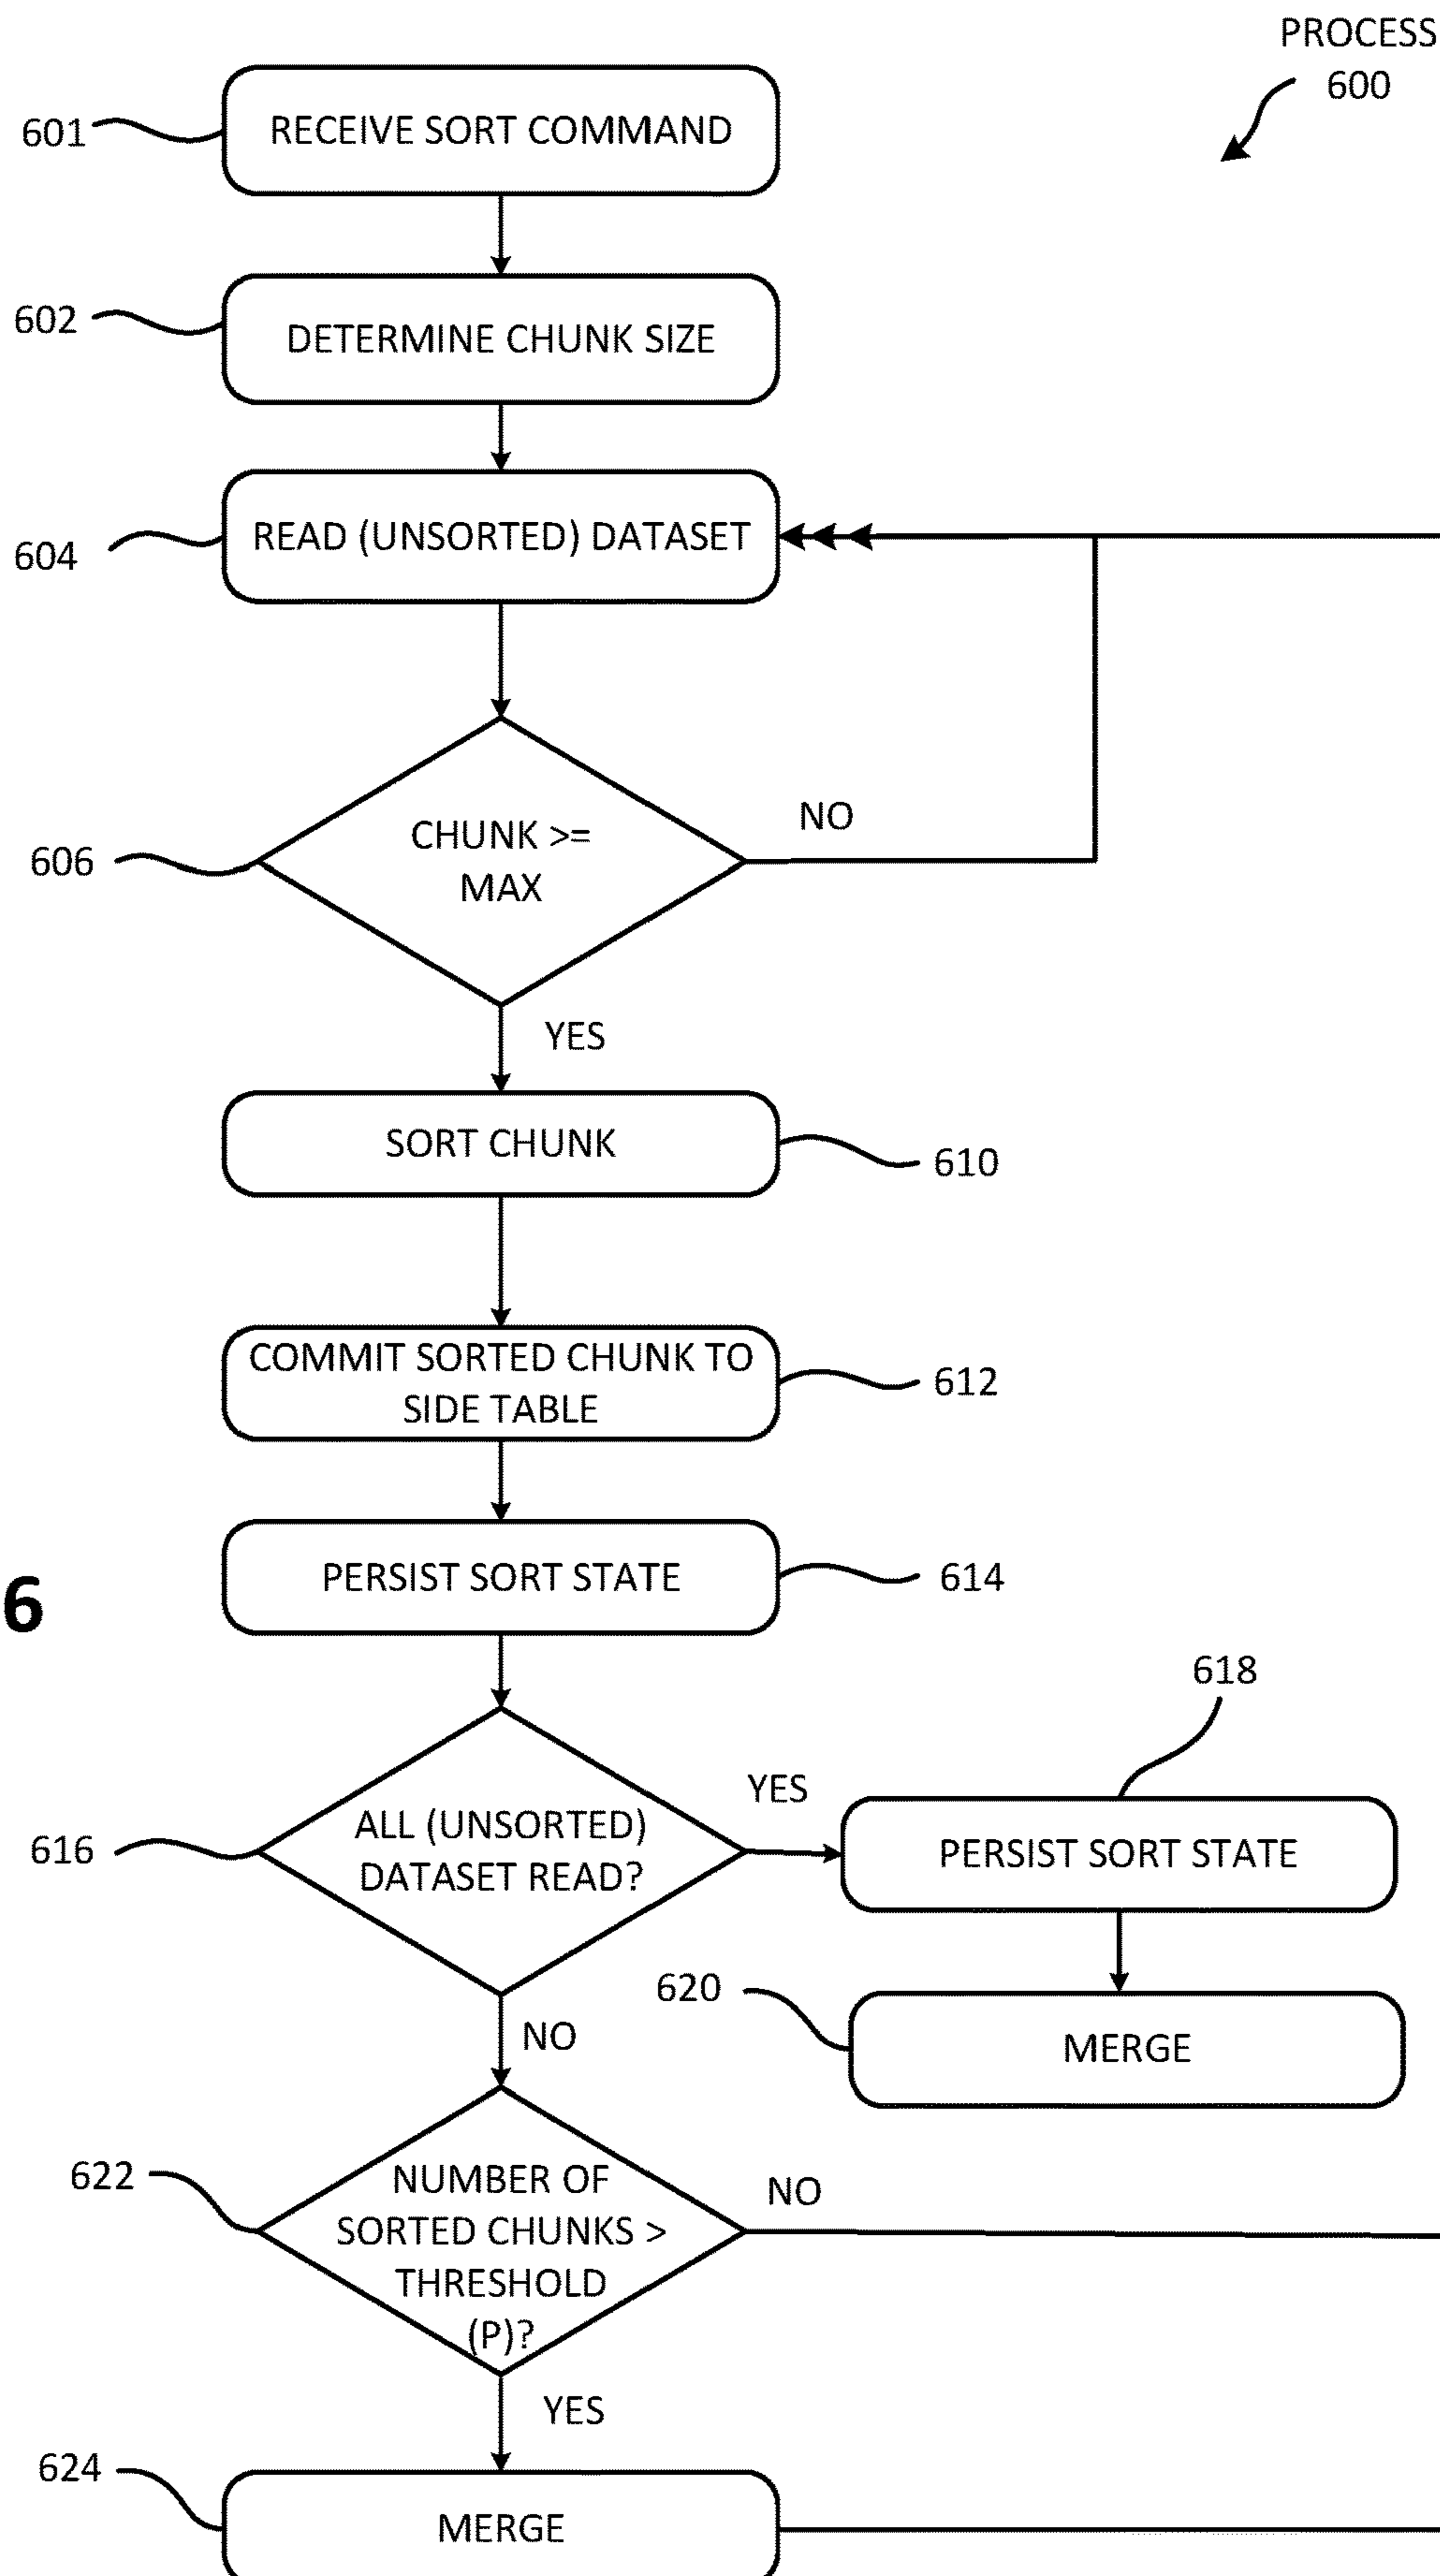 PROCESS
600
601
RECEIVE SORT COMMAND
602
DETERMINE CHUNK SIZE
604
READ (UNSORTED) DATASET
606
CHUNK >=
MAX
NO
YES
SORT CHUNK
610
COMMIT SORTED CHUNK TO
SIDE TABLE
612
PERSIST SORT STATE
614
6
616
ALL (UNSORTED)
DATASET READ?
YES
618
PERSIST SORT STATE
620
MERGE
NO
622
NUMBER OF
SORTED CHUNKS >
THRESHOLD
(P)?
NO
YES
624
MERGE